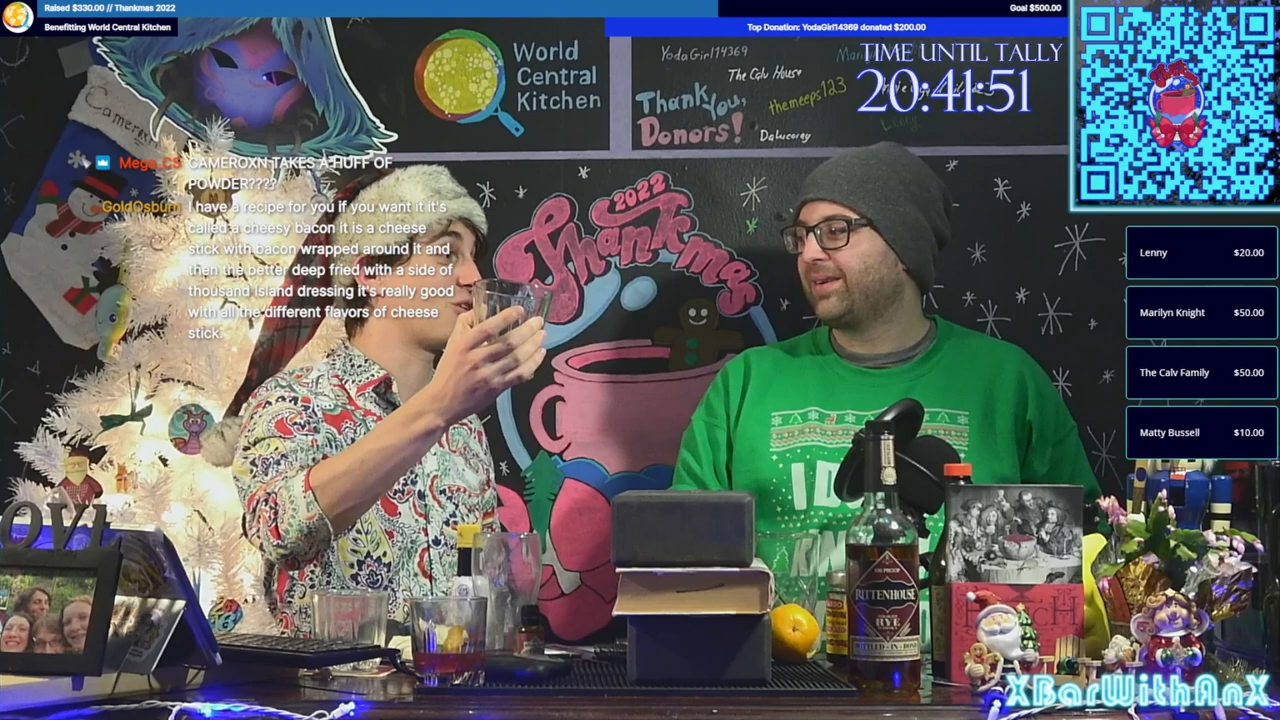 Raised $330.00 // Thankmas 2022
Goal $500.00
Benefitting World Central Kitchen
Top Donation: YodaGirl14369 donated $200.00
World
Central
Kitchen
YodaGirl14369
The Calv House
Thank
You,
Donors!
themeeps123
Dalucoray
Lenny
TIME UNTIL TALLY
20:41:51
Mega_CS CAMEROXN TAKES A HUFF OF
POWDER????
GoldOsburn I have a recipe for you if you want it it's
called a cheesy bacon it is a cheese
stick with bacon wrapped around it and
then the better deep fried with a side of
thousand island dressing it's really good
with all the different flavors of cheese
stick.
2022
Thankmas
Lenny $20.00
Marilyn Knight $50.00
The Calv Family $50.00
Matty Bussell $10.00
RITTENHOUSE
RYE
BOTTLED-IN-BOND
XBarWithAnX